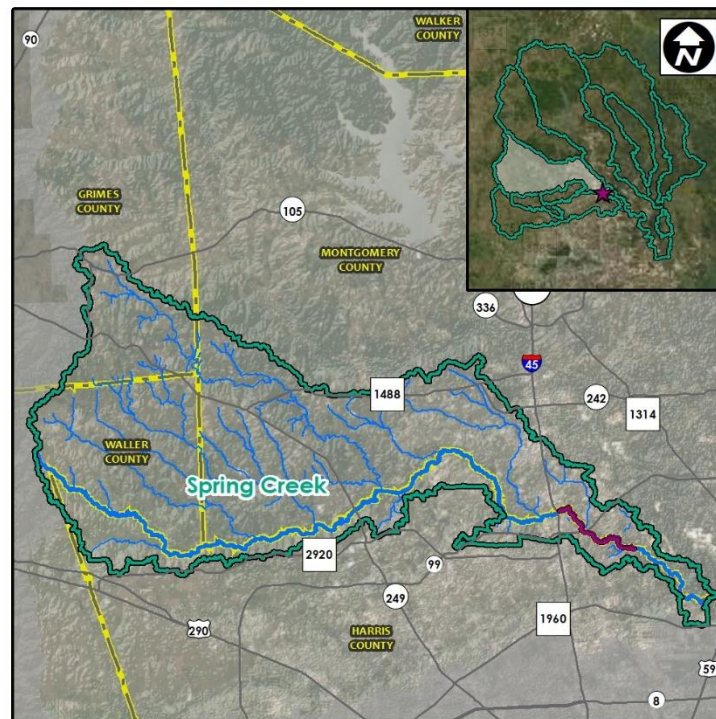 WALKER
COUNTY
90
N
GRIMES
COUNTY
105
MONTGOMERY
COUNTY
336
45
1488
242
1314
WALLER
COUNTY
Spring Creek
2920
99
249
290
1960
HARRIS
COUNTY
59
8